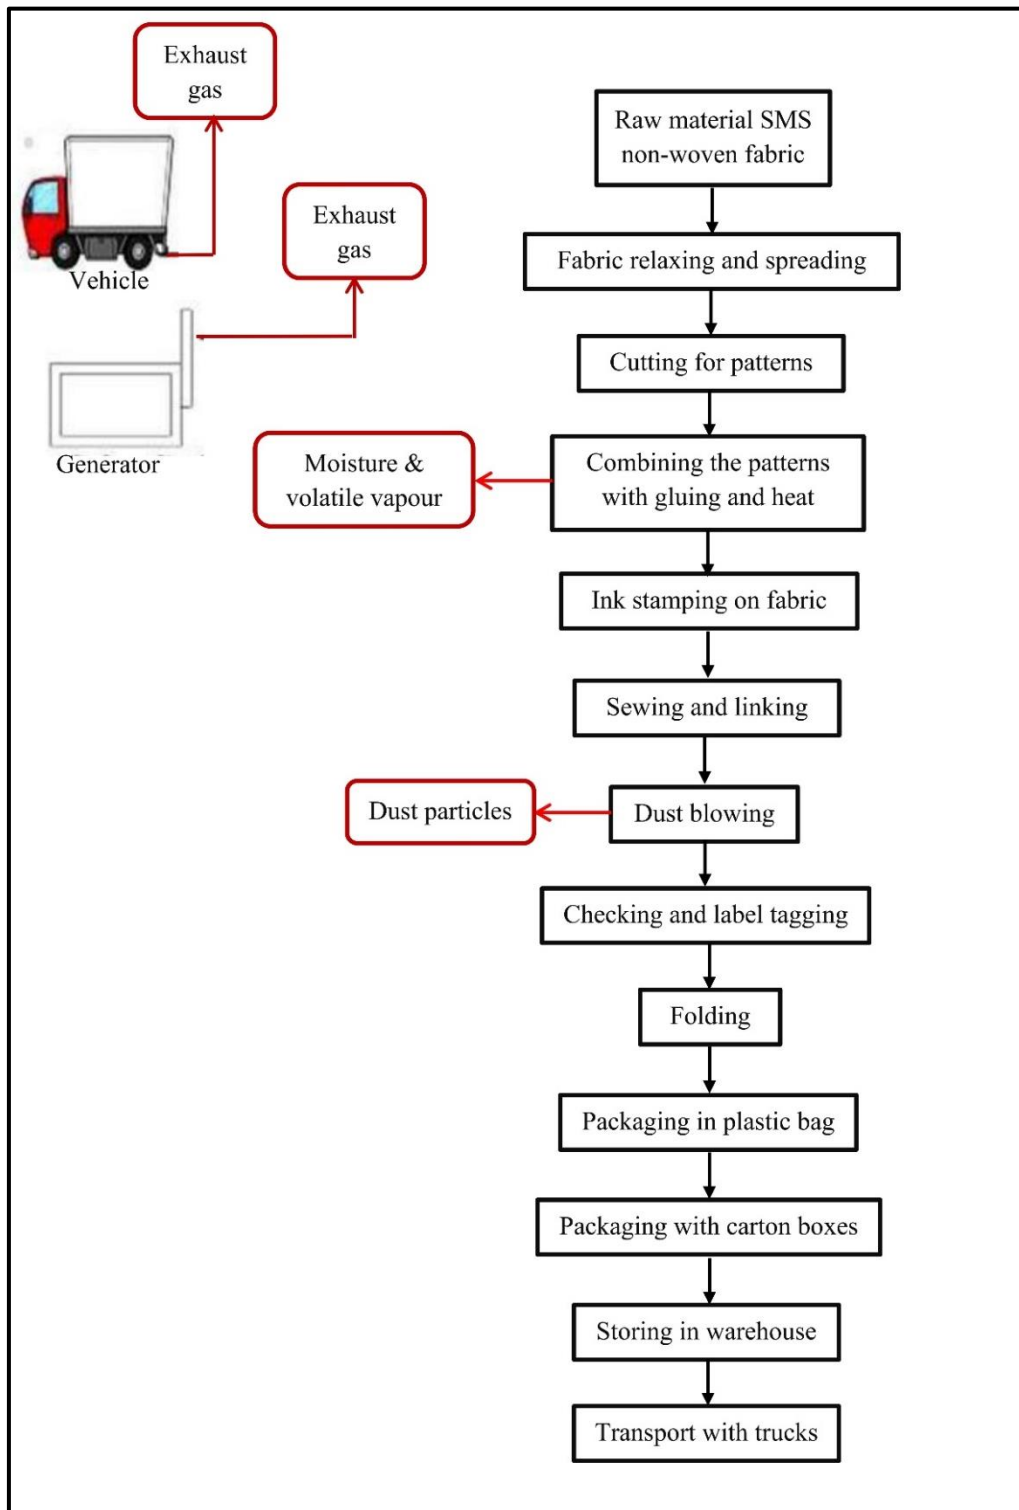 Exhaust
gas
Vehicle
Exhaust
gas
Generator
Raw material SMS
non-woven fabric
Fabric relaxing and spreading
Cutting for patterns
Moisture &
volatile vapour
Combining the patterns
with gluing and heat
Ink stamping on fabric
Sewing and linking
Dust particles
Dust blowing
Checking and label tagging
Folding
Packaging in plastic bag
Packaging with carton boxes
Storing in warehouse
Transport with trucks